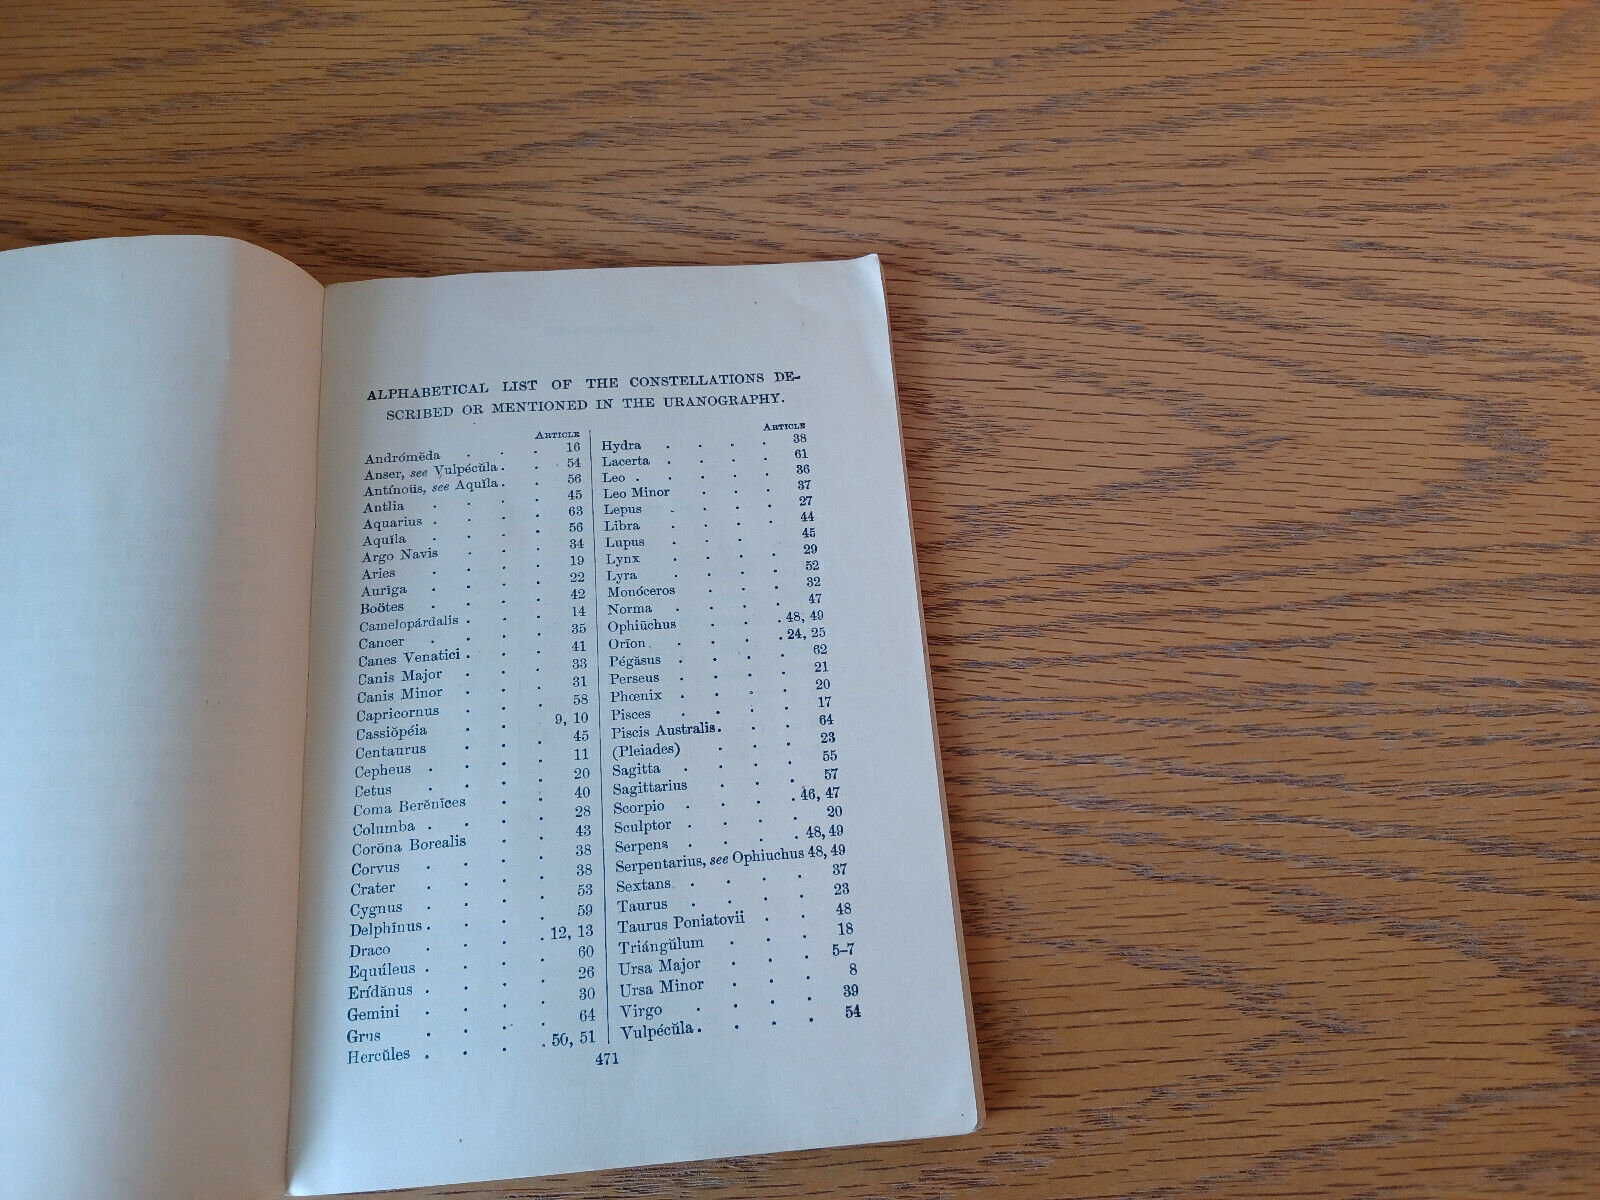 ALPHABETICAL LIST OF THE CONSTELLATIONS DE-
SCRIBED OR MENTIONED IN THE URANOGRAPHY.
ARTICLE
Andrómĕda . . . 16
Anser, see Vulpécŭla . . 54
Antínoüs, see Aquĭla . . 56
Antlia . . . . 45
Aquarius . . . . 63
Aquĭla . . . . 56
Argo Navis . . . 34
Aries . . . . 19
Aurīga . . . . 22
Boötes . . . . 42
Camelopárdalis . . . 14
Cancer . . . . 35
Canes Venatici . . . 41
Canis Major . . . 33
Canis Minor . . . 31
Capricornus . . . 58
Cassiŏpéia . . . 9, 10
Centaurus . . . 45
Cepheus . . . . 11
Cetus . . . . 20
Coma Berĕnīces . . 40
Columba . . . . 28
Corōna Borealis . . 43
Corvus . . . . 38
Crater . . . . 38
Cygnus . . . . 53
Delphīnus . . . . 59
Draco . . . . 12, 13
Equúleus . . . . 60
Erídănus . . . . 26
Gemini . . . . 30
Grus . . . . 64
Hercŭles . . . . 50, 51
ARTICLE
Hydra . . . . 38
Lacerta . . . . 61
Leo . . . . . 36
Leo Minor . . . 37
Lepus . . . . 27
Libra . . . . 44
Lupus . . . 45
Lynx . . . . 29
Lyra . . . . 52
Monóceros . . . 32
Norma . . . . 47
Ophiūchus . . . 48, 49
Orīon . . . . 24, 25
Pégăsus . . . . 62
Perseus . . . . 21
Phœnix . . . . 20
Pisces . . . . 17
Piscis Australis . . . 64
(Pleiades) . . . 23
Sagitta . . . . 55
Sagittarius . . . 57
Scorpio . . . . 46, 47
Sculptor . . . . 20
Serpens . . . . 48, 49
Serpentarius, see Ophiuchus 48, 49
Sextans . . . . 37
Taurus . . . . 23
Taurus Poniatovii . . 48
Triángŭlum . . . 18
Ursa Major . . . 5–7
Ursa Minor . . . 8
Virgo . . . . 39
Vulpécŭla . . . . 54
471